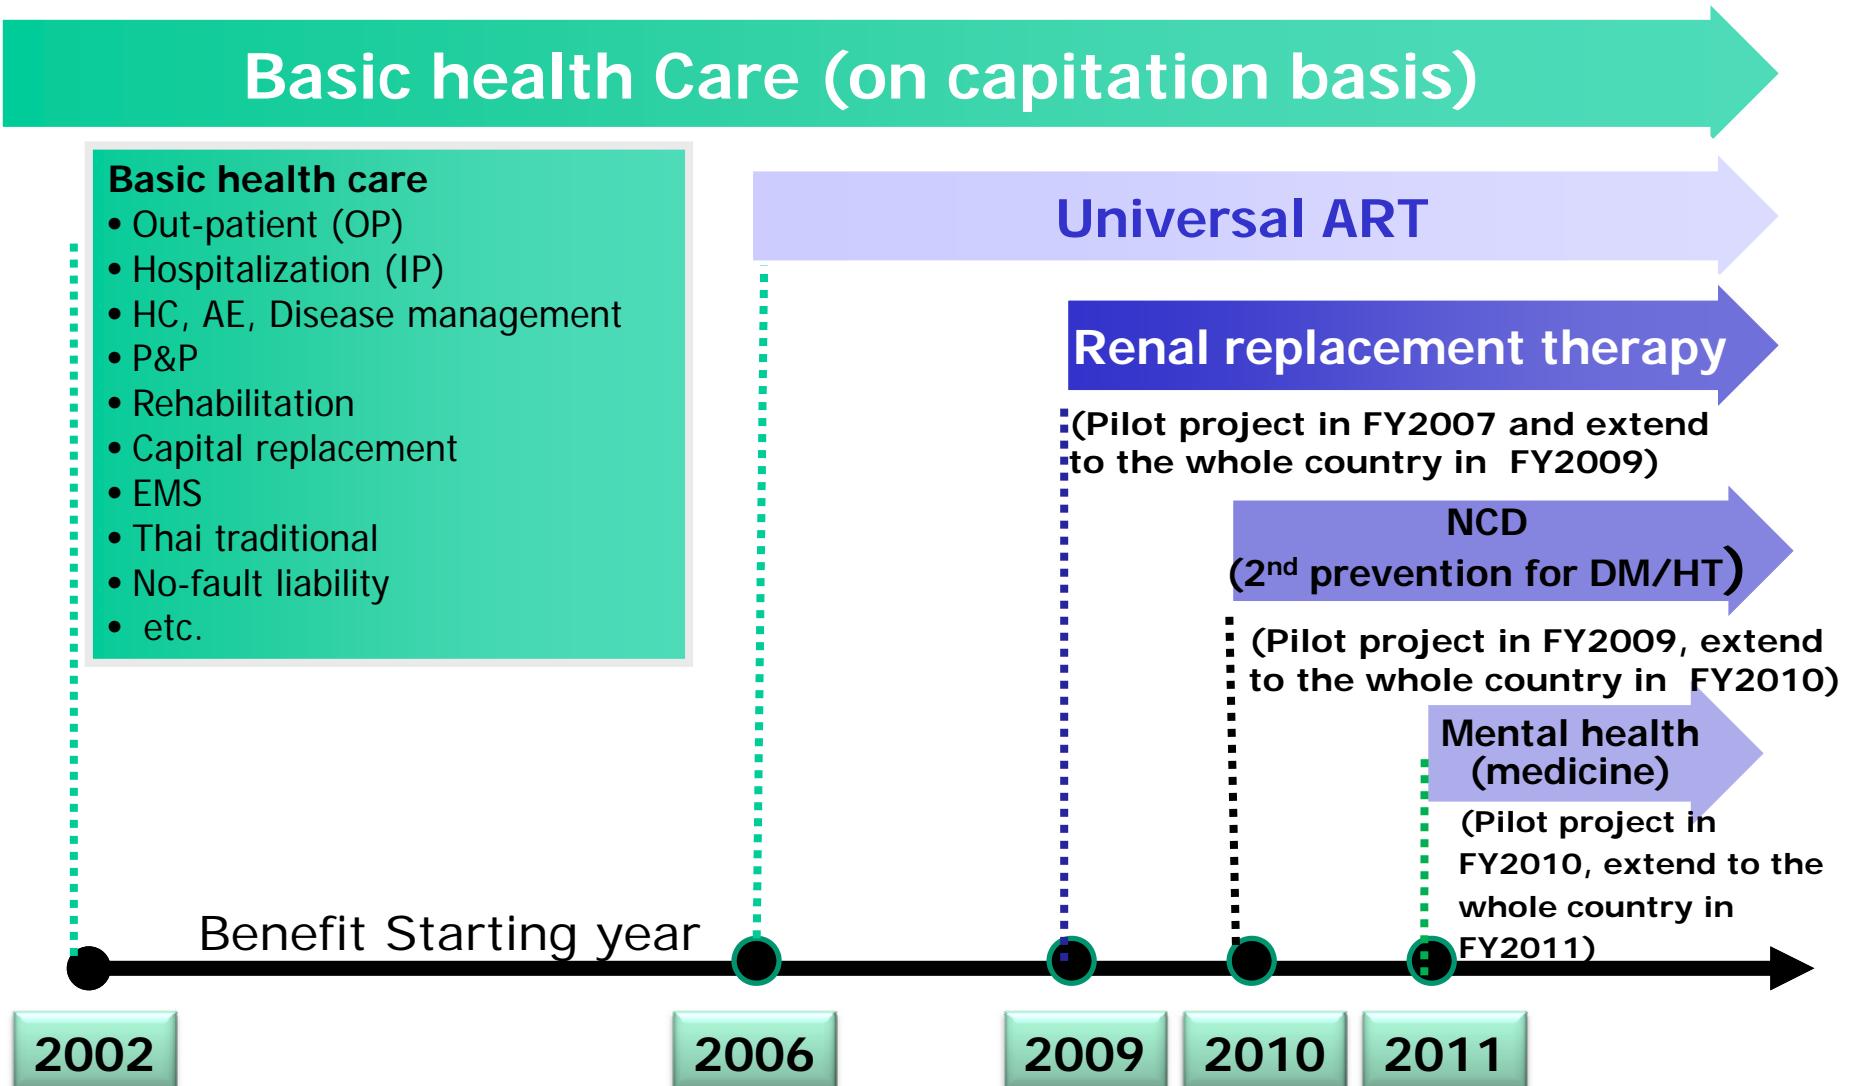 Basic health Care (on capitation basis)
Basic health care
• Out-patient (OP)
• Hospitalization (IP)
• HC, AE, Disease management
• P&P
• Rehabilitation
• Capital replacement
• EMS
• Thai traditional
• No-fault liability
• etc.
Universal ART
Renal replacement therapy
(Pilot project in FY2007 and extend
to the whole country in FY2009)
NCD
(2nd prevention for DM/HT)
(Pilot project in FY2009, extend
to the whole country in FY2010)
Mental health
(medicine)
(Pilot project in
FY2010, extend to the
whole country in
FY2011)
Benefit Starting year
2002
2006
2009
2010
2011